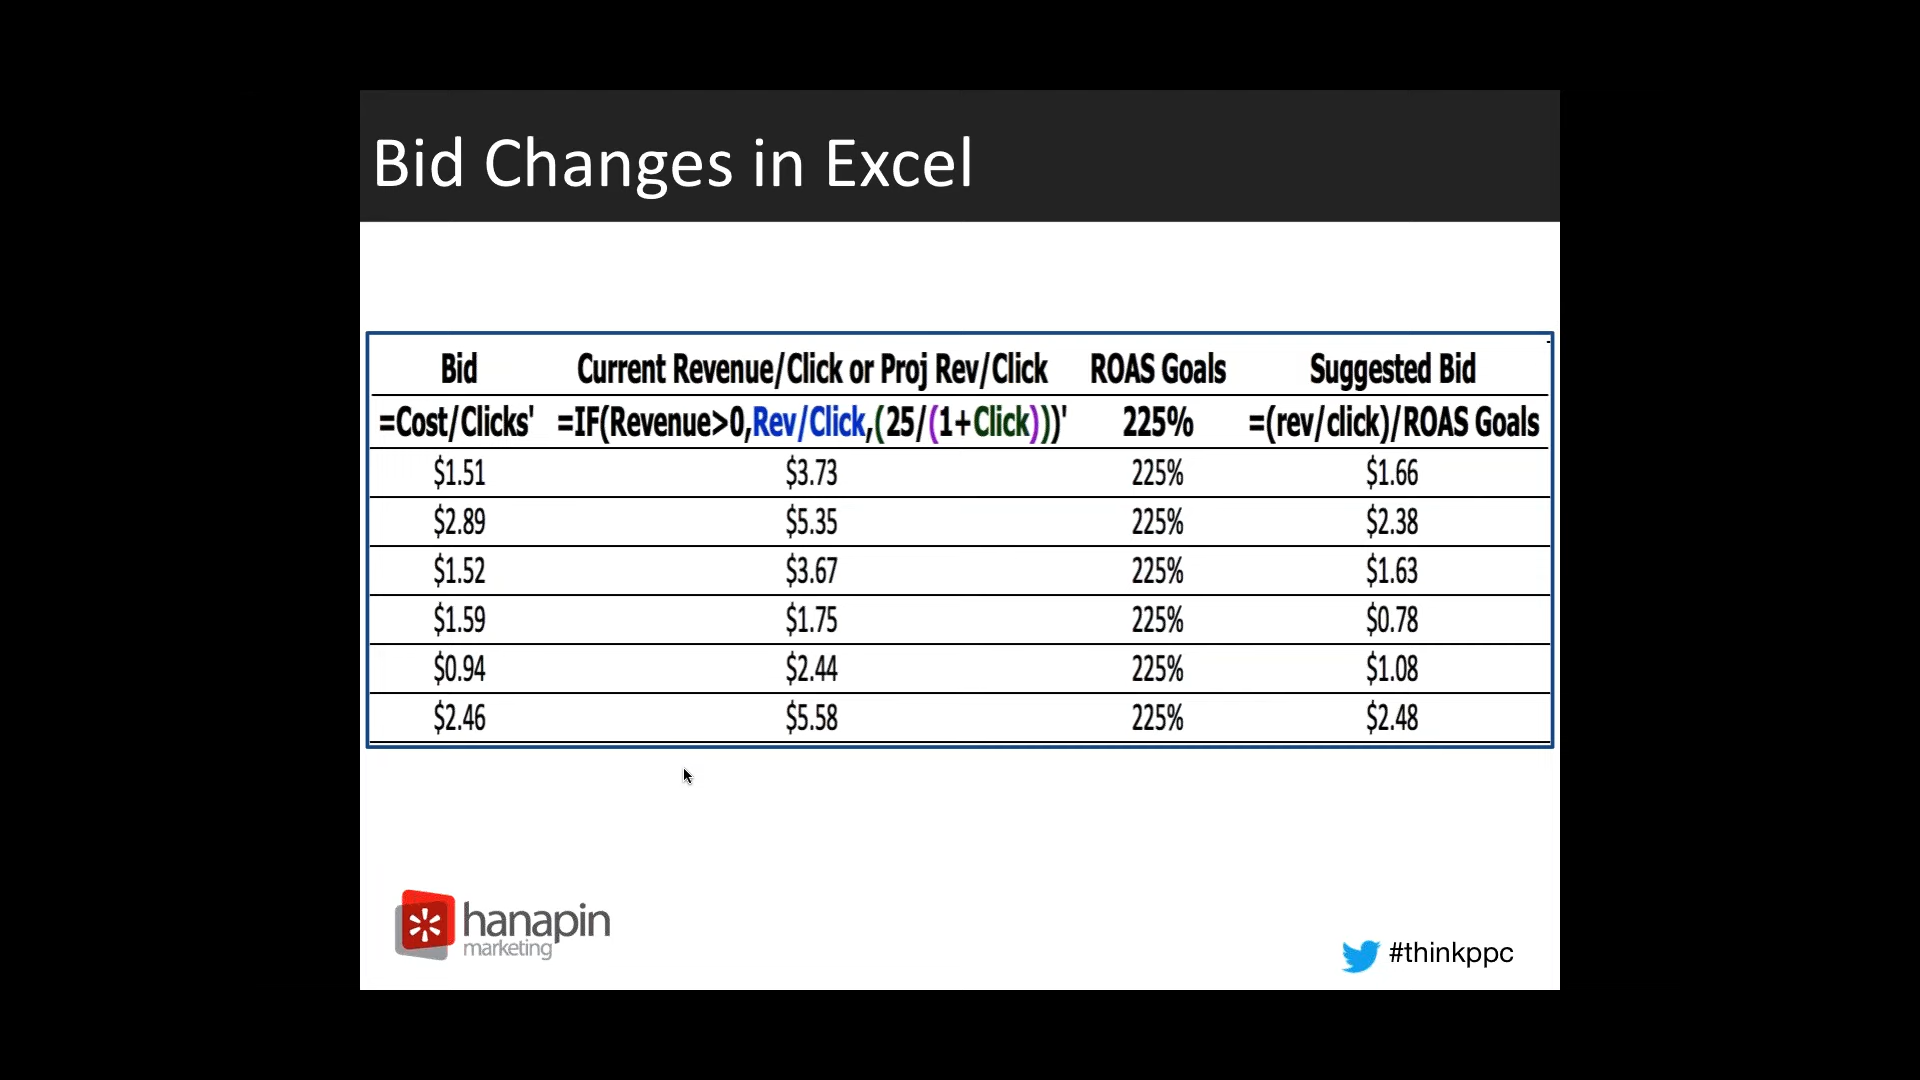 Bid Changes in Excel
Bid Current Revenue/Click or Proj Rev/Click ROAS Goals Suggested Bid
=Cost/Clicks' =IF(Revenue>0,Rev/Click,(25/(1+Click)))' 225% =(rev/click)/ROAS Goals
$1.51 $3.73 225% $1.66
$2.89 $5.35 225% $2.38
$1.52 $3.67 225% $1.63
$1.59 $1.75 225% $0.78
$0.94 $2.44 225% $1.08
$2.46 $5.58 225% $2.48
hanapin
marketing
#thinkppc